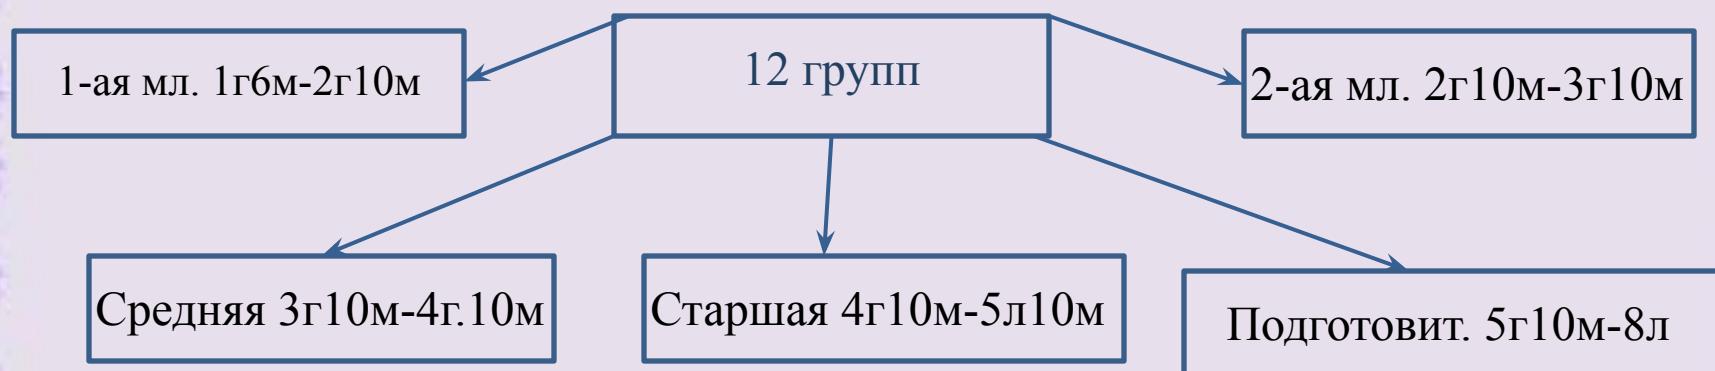 12 групп
1-ая мл. 1г6м-2г10м
2-ая мл. 2г10м-3г10м
Средняя 3г10м-4г.10м
Старшая 4г10м-5л10м
Подготовит. 5г10м-8л